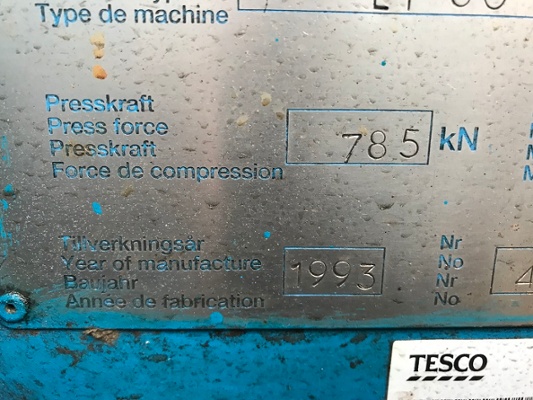 Type de machine
Presskraft
Press force
Presskraft
Force de compression
785 kN
Tillverkningsår
Year of manufacture
Baujahr
Année de fabrication
1993
Nr
No
Nr
No
4
TESCO